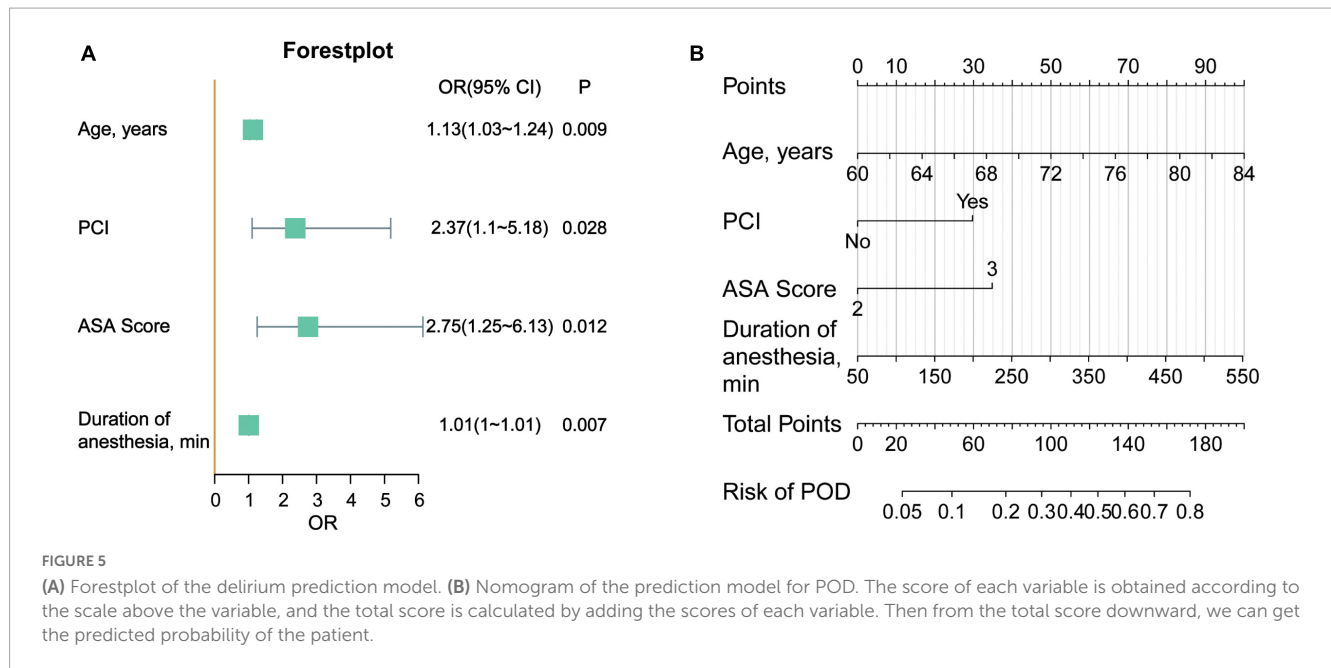 A
Forestplot
OR(95% CI) P
Age, years 1.13(1.03~1.24) 0.009
PCI 2.37(1.1~5.18) 0.028
ASA Score 2.75(1.25~6.13) 0.012
Duration of
anesthesia, min 1.01(1~1.01) 0.007
0 1 2 3 4 5 6
OR
B
Points 0 10 30 50 70 90
Age, years
60 64 68 72 76 80 84
Yes
PCI
No
3
ASA Score
2
Duration of
anesthesia,
min
50 150 250 350 450 550
Total Points
0 20 60 100 140 180
Risk of POD
0.05 0.1 0.2 0.3 0.4 0.5 0.6 0.7 0.8
FIGURE 5
(A) Forestplot of the delirium prediction model. (B) Nomogram of the prediction model for POD. The score of each variable is obtained according to
the scale above the variable, and the total score is calculated by adding the scores of each variable. Then from the total score downward, we can get
the predicted probability of the patient.